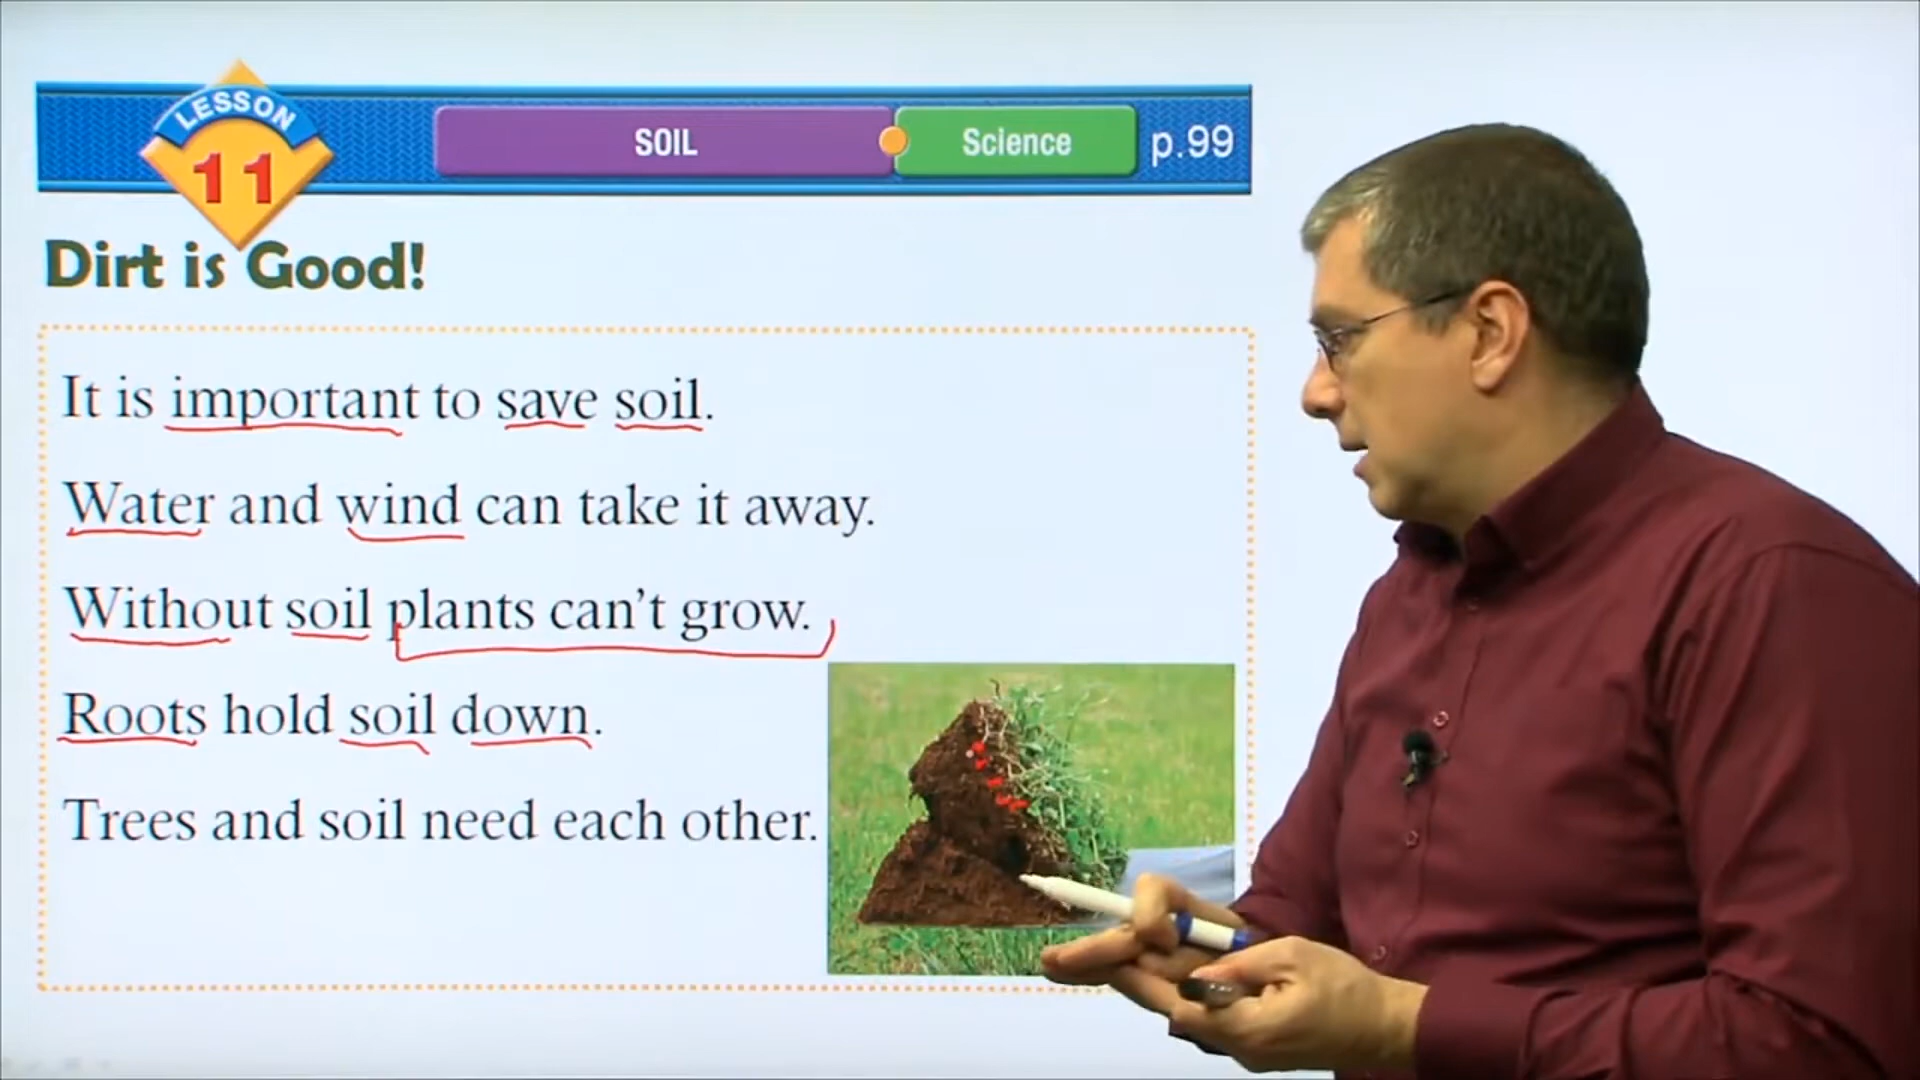 LESSON
11
SOIL
Science
p.99
Dirt is Good!
It is important to save soil.
Water and wind can take it away.
Without soil plants can't grow.
Roots hold soil down.
Trees and soil need each other.